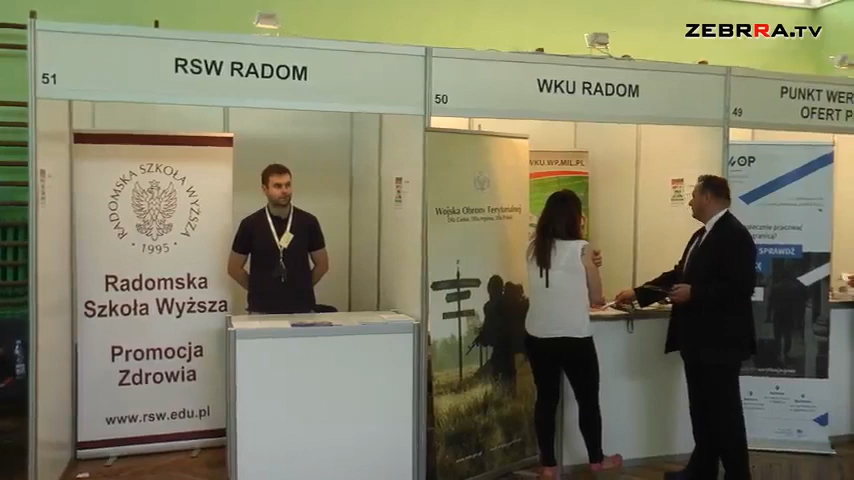 ZEBRRA.TV
51
RSW RADOM
50
WKU RADOM
49
PUNKT WER
OFERT P
RADOMSKA SZKOŁA WYŻSZA
1995
Radomska
Szkoła Wyższa
Promocja
Zdrowia
www.rsw.edu.pl
Wojska Obrony Terytorialnej
WKU.WP.MIL.PL
OP
SPRAWDŹ